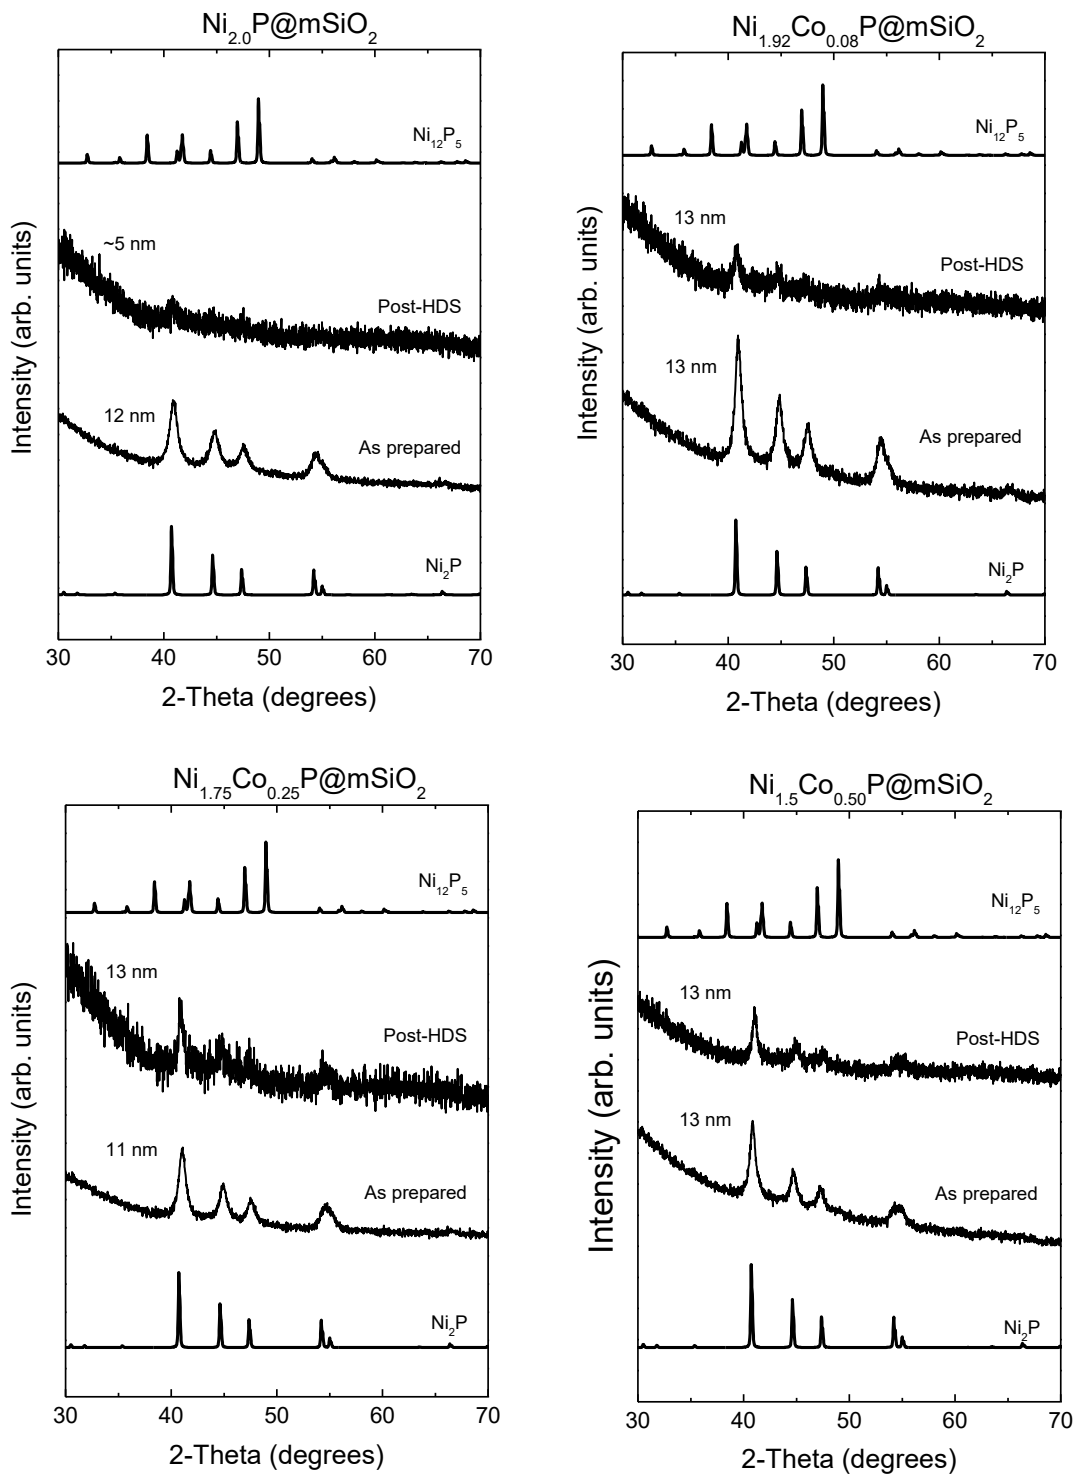 Ni2.0P@mSiO2
Ni12P5
~5 nm
Post-HDS
12 nm
As prepared
Ni2P
Intensity (arb. units)
30 40 50 60 70
2-Theta (degrees)
Ni1.92Co0.08P@mSiO2
Ni12P5
13 nm
Post-HDS
13 nm
As prepared
Ni2P
Intensity (arb. units)
30 40 50 60 70
2-Theta (degrees)
Ni1.75Co0.25P@mSiO2
Ni12P5
13 nm
Post-HDS
11 nm
As prepared
Ni2P
Intensity (arb. units)
30 40 50 60 70
2-Theta (degrees)
Ni1.5Co0.50P@mSiO2
Ni12P5
13 nm
Post-HDS
13 nm
As prepared
Ni2P
Intensity (arb. units)
30 40 50 60 70
2-Theta (degrees)